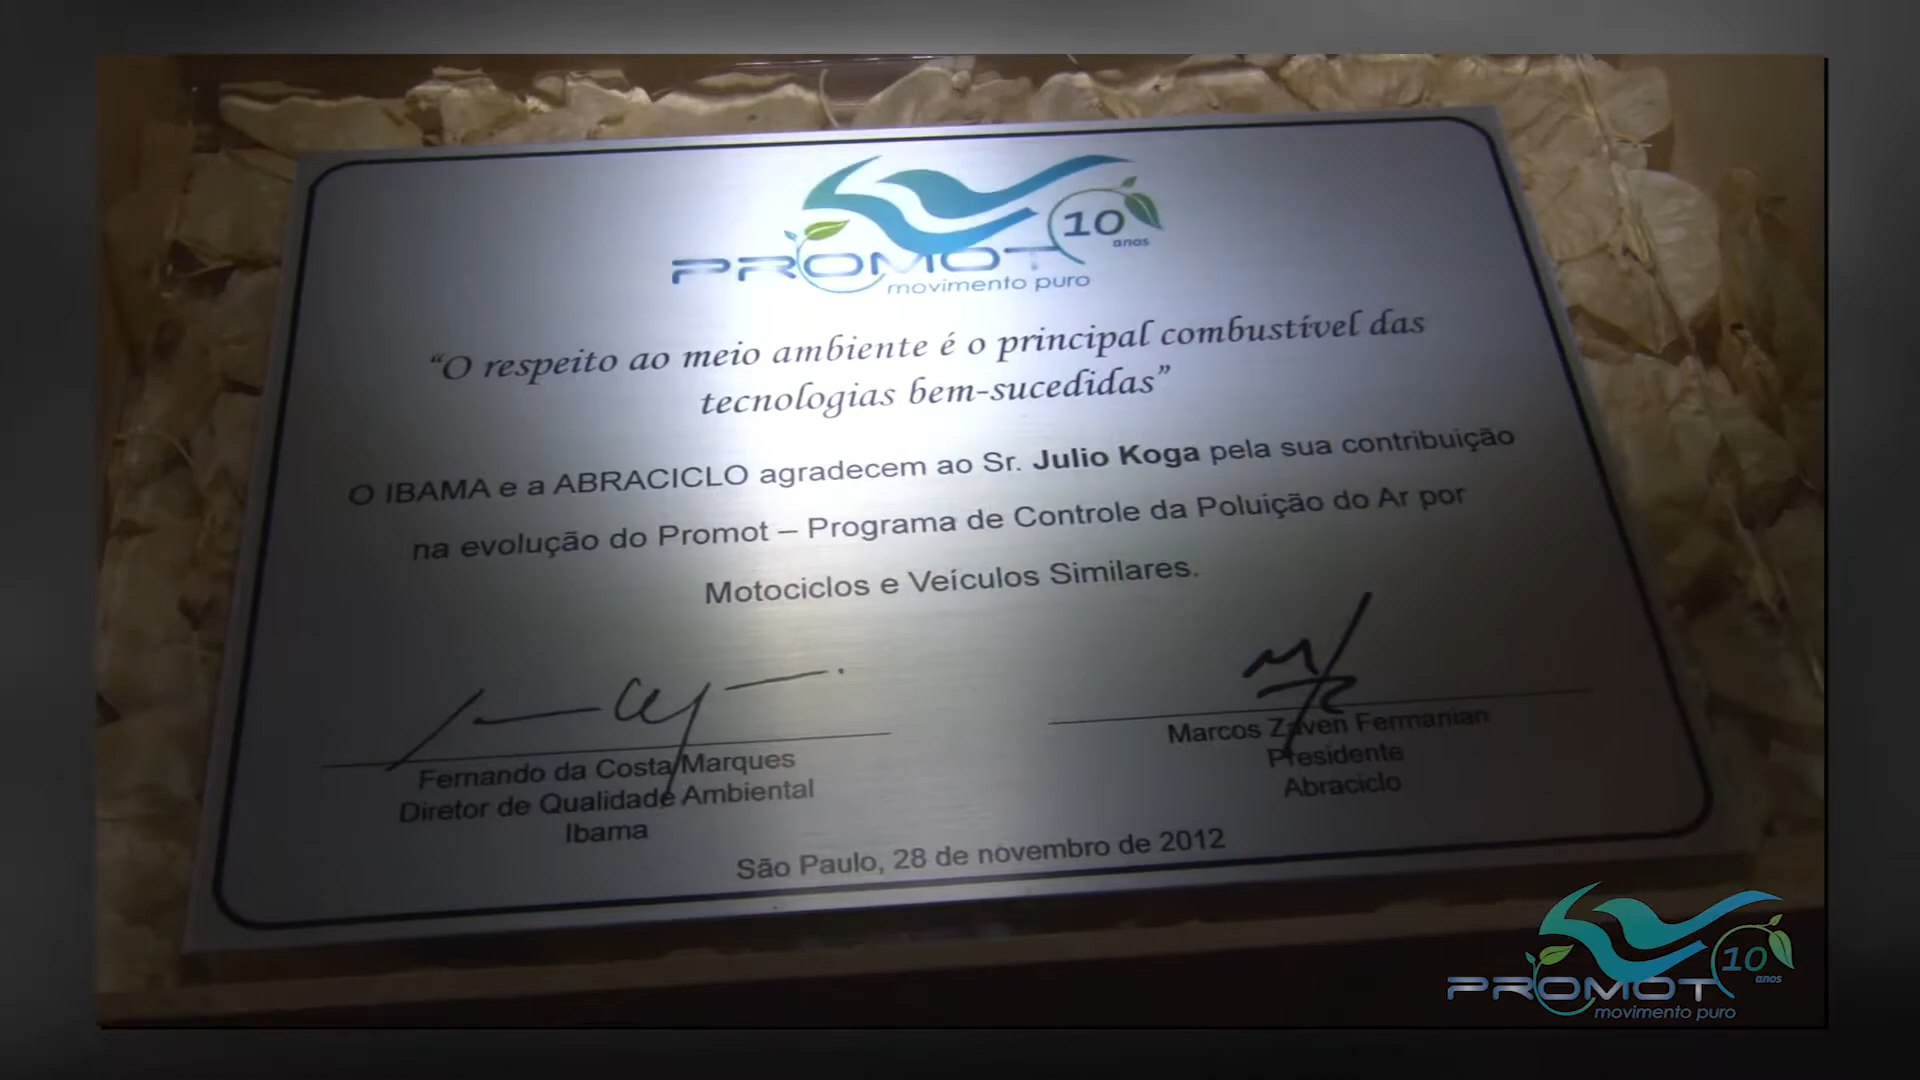 PROMOT 10
anos
movimento puro
“O respeito ao meio ambiente é o principal combustível das
tecnologias bem-sucedidas”
O IBAMA e a ABRACICLO agradecem ao Sr. Julio Koga pela sua contribuição
na evolução do Promot – Programa de Controle da Poluição do Ar por
Motociclos e Veículos Similares.
Fernando da Costa Marques
Diretor de Qualidade Ambiental
Ibama
Marcos Zaven Fermanian
Presidente
Abraciclo
São Paulo, 28 de novembro de 2012
PROMOT 10
anos
movimento puro